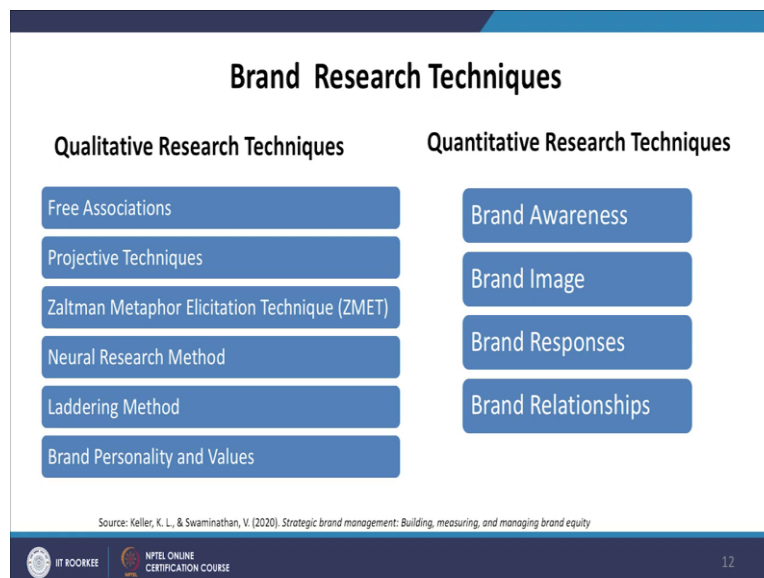 Brand Research Techniques
Qualitative Research Techniques
Free Associations
Projective Techniques
Zaltman Metaphor Elicitation Technique (ZMET)
Neural Research Method
Laddering Method
Brand Personality and Values
Quantitative Research Techniques
Brand Awareness
Brand Image
Brand Responses
Brand Relationships
Source: Keller, K. L., & Swaminathan, V. (2020). Strategic brand management: Building, measuring, and managing brand equity
IIT ROORKEE
NPTEL ONLINE
CERTIFICATION COURSE
12